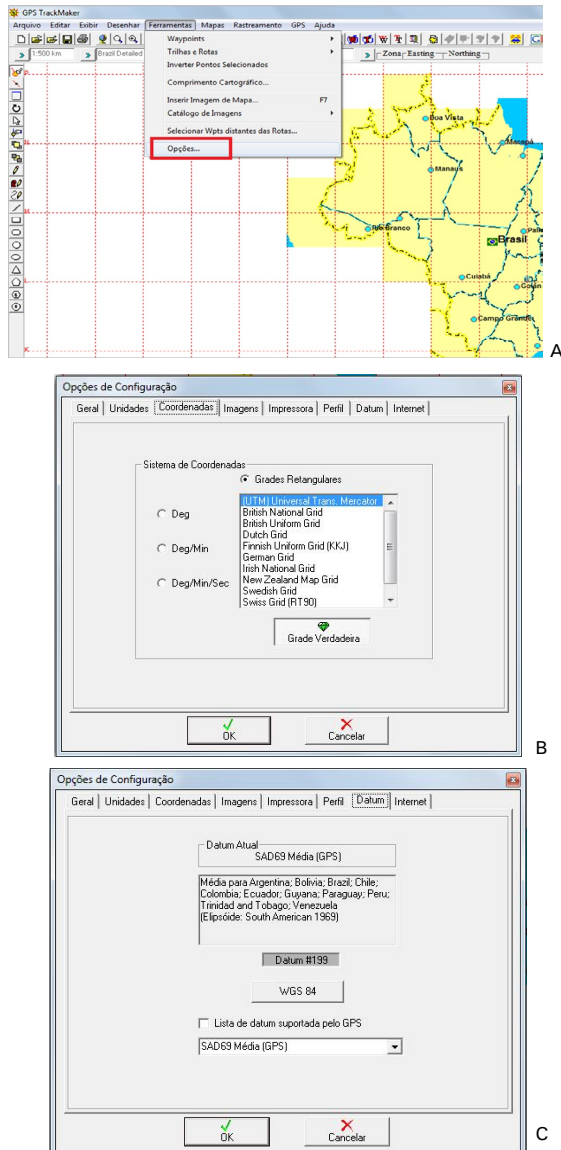 GPS TrackMaker
Arquivo Editar Exibir Desenhar Ferramentas Mapas Rastreamento GPS Ajuda
1:500 km
Brazil Detailed
Zona Easting Northing
Waypoints
Trilhas e Rotas
Inverter Pontos Selecionados
Comprimento Cartográfico...
Inserir Imagem de Mapa... F7
Catálogo de Imagens
Selecionar Wpts distantes das Rotas...
Opções...
P
N
M
L
K
Boa Vista
Macapá
Manaus
Rio Branco
Palm
Brasil
Cuiabá
Goiân
Campo Grande
A
Opções de Configuração
Geral Unidades Coordenadas Imagens Impressora Perfil Datum Internet
Sistema de Coordenadas
Grades Retangulares
Deg
Deg/Min
Deg/Min/Sec
(UTM) Universal Trans. Mercator
British National Grid
British Uniform Grid
Dutch Grid
Finnish Uniform Grid (KKJ)
German Grid
Irish National Grid
New Zealand Map Grid
Swedish Grid
Swiss Grid (RT90)
Grade Verdadeira
OK
Cancelar
B
Opções de Configuração
Geral Unidades Coordenadas Imagens Impressora Perfil Datum Internet
Datum Atual
SAD69 Média (GPS)
Média para Argentina; Bolivia; Brazil; Chile;
Colombia; Ecuador; Guyana; Paraguay; Peru;
Trinidad and Tobago; Venezuela
(Elipsóide: South American 1969)
Datum #199
WGS 84
Lista de datum suportada pelo GPS
SAD69 Média (GPS)
OK
Cancelar
C